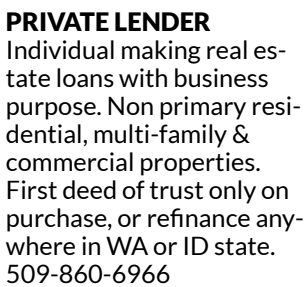 PRIVATE LENDER
Individual making real es-
tate loans with business
purpose. Non primary resi-
dential, multi-family &
commercial properties.
First deed of trust only on
purchase, or refinance any-
where in WA or ID state.
509-860-6966